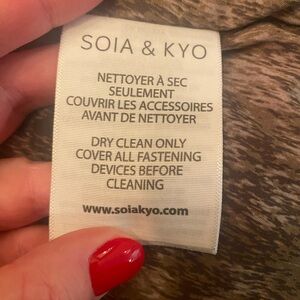 SOIA & KYO
NETTOYER À SEC
SEULEMENT
COUVRIR LES ACCESSOIRES
AVANT DE NETTOYER
DRY CLEAN ONLY
COVER ALL FASTENING
DEVICES BEFORE
CLEANING
www.soiakyo.com